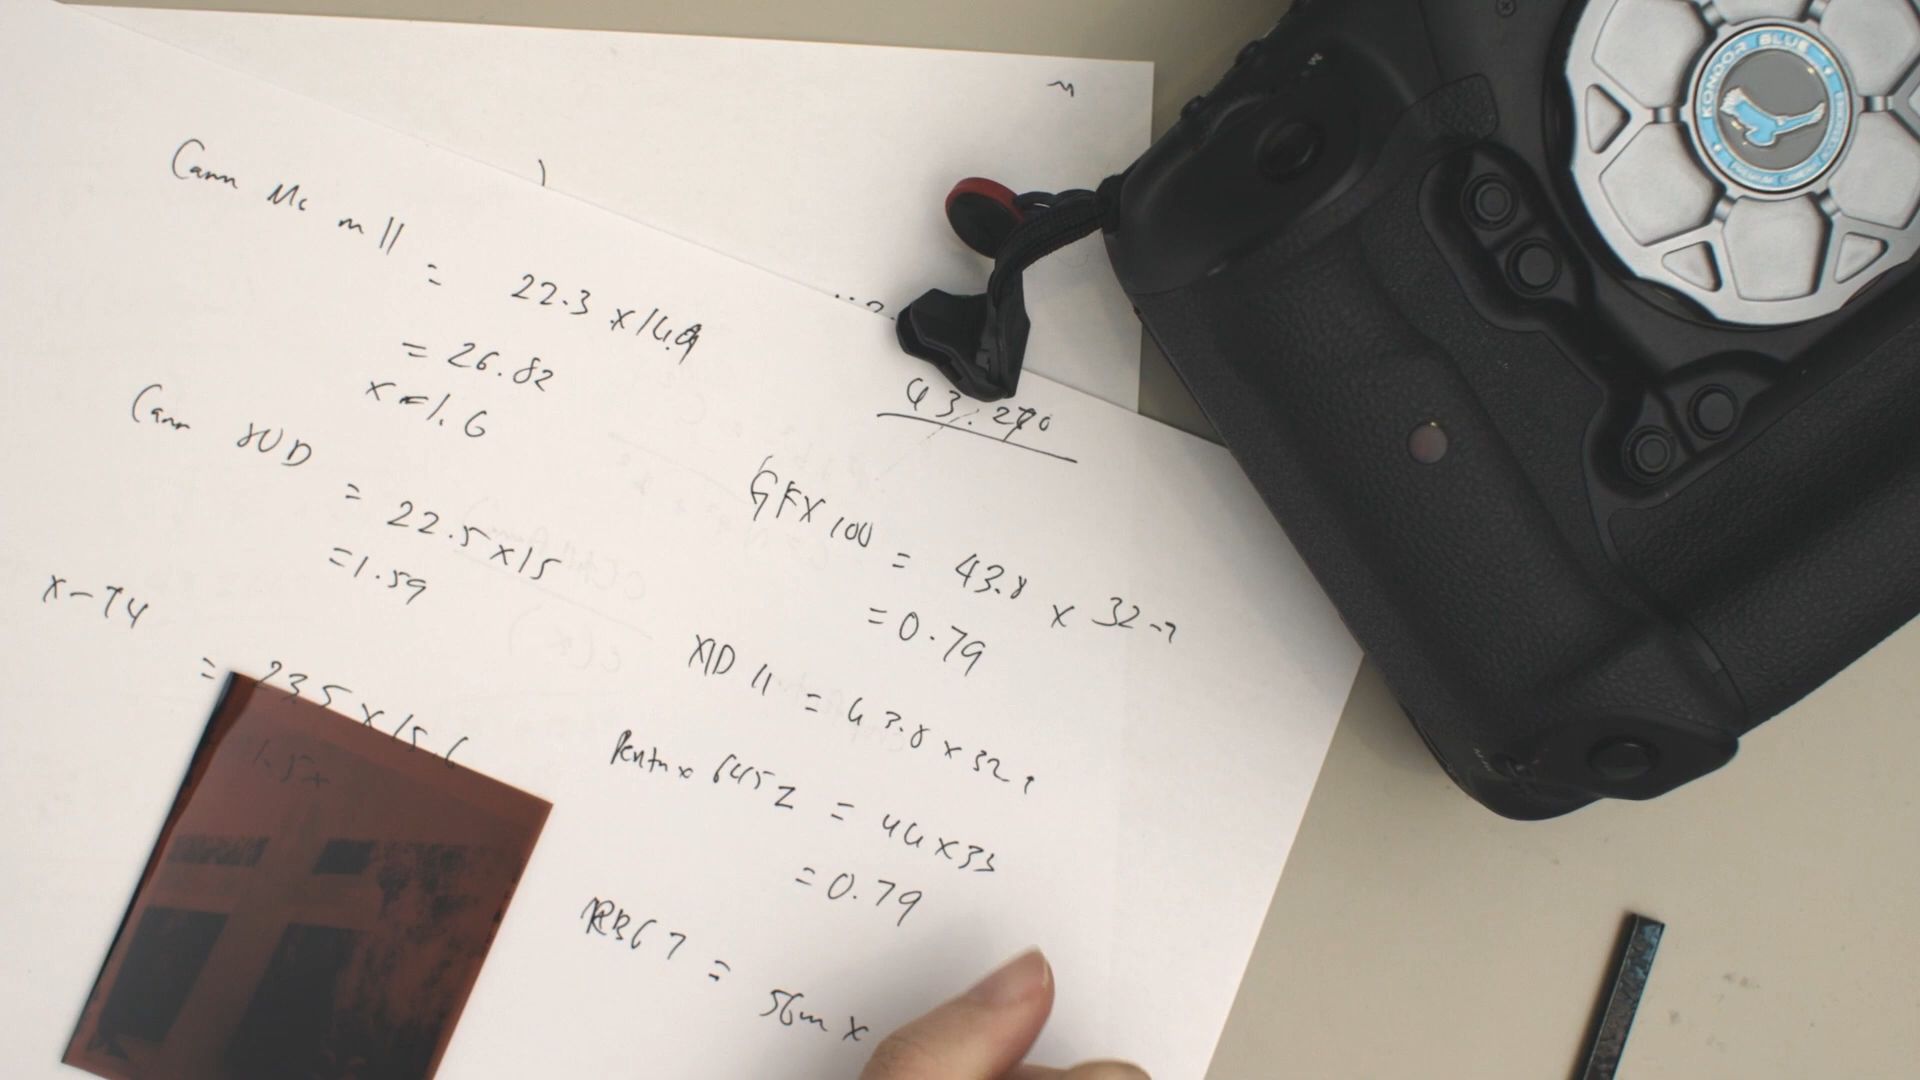 Canon M6 m II
= 22.3 x 14.9
= 26.82
x = 1.6
Canon 80D
= 22.5 x 15
= 1.59
X-T4
= 23.5 x 15.6
1.5x
43.270
GFX 100 = 43.8 x 32.9
= 0.79
X1D II = 43.8 x 32.9
Pentax 645Z = 44 x 33
= 0.79
RB67 = 56m x
KONDOR BLUE